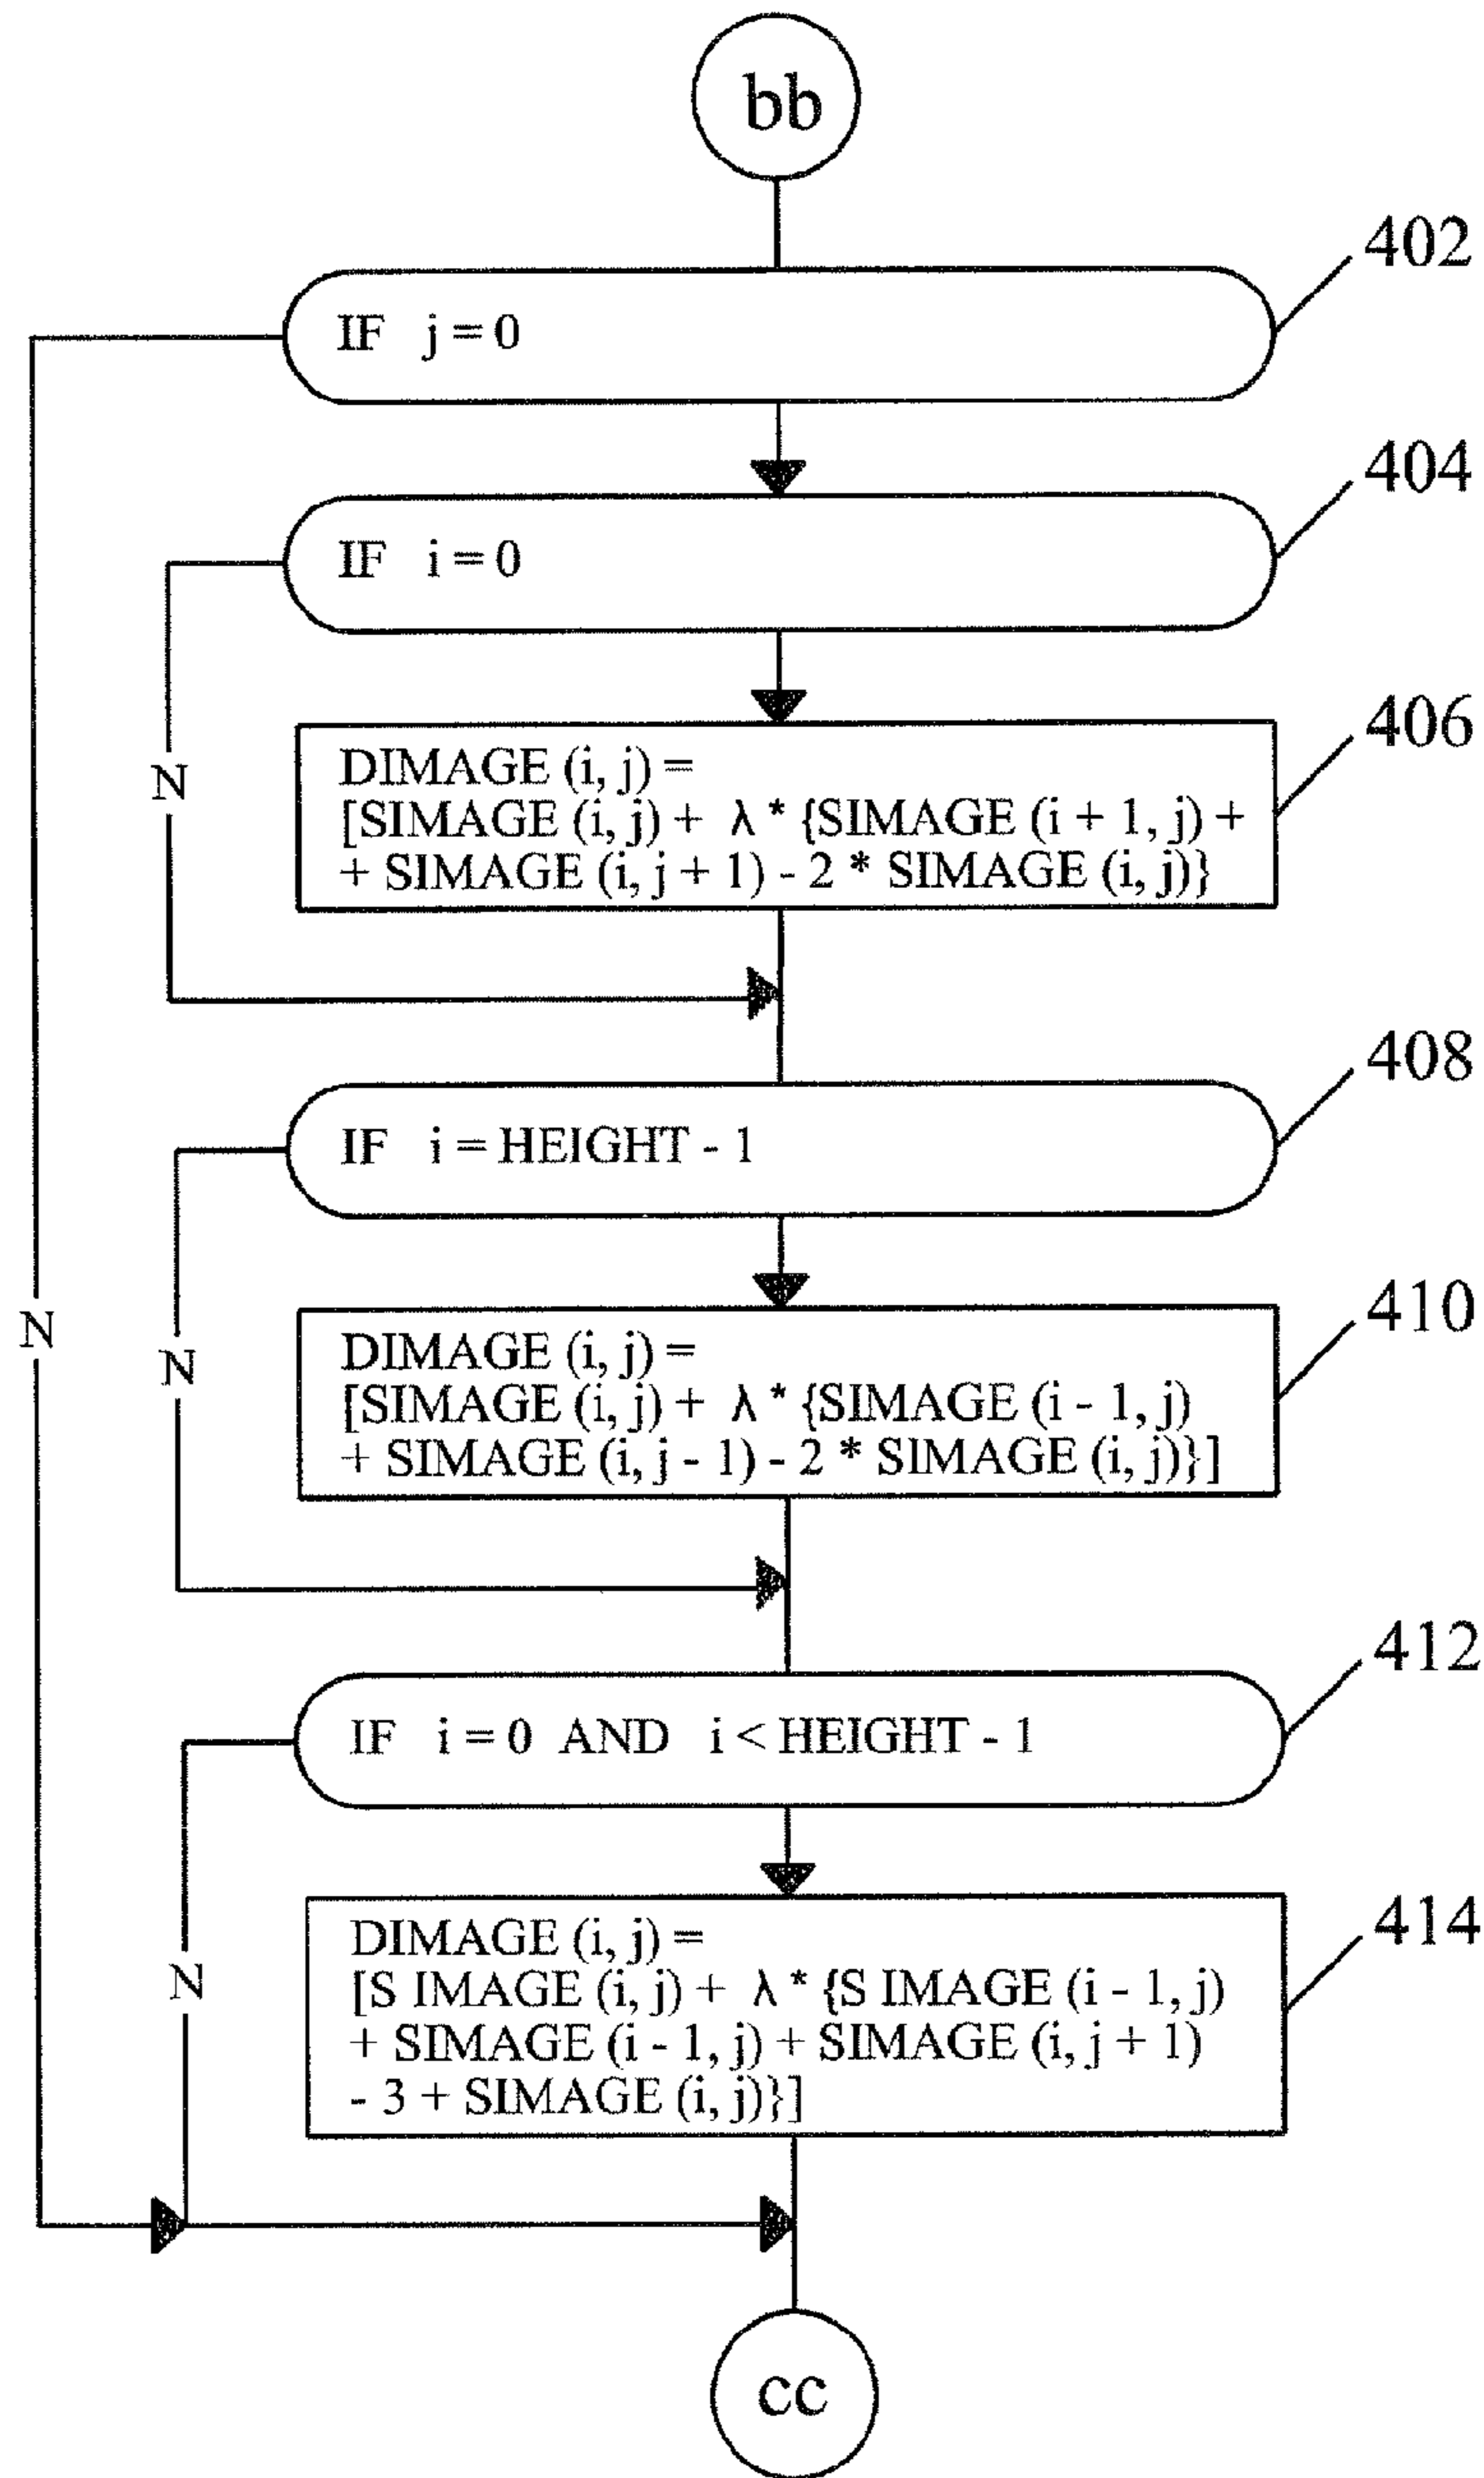 bb
402
IF j = 0
404
IF i = 0
406
DIMAGE (i, j) =
[SIMAGE (i, j) + λ * {SIMAGE (i + 1, j) +
+ SIMAGE (i, j + 1) - 2 * SIMAGE (i, j)}
N
408
IF i = HEIGHT - 1
N
410
DIMAGE (i, j) =
[SIMAGE (i, j) + λ * {SIMAGE (i - 1, j)
+ SIMAGE (i, j - 1) - 2 * SIMAGE (i, j)}]
N
412
IF i = 0 AND i < HEIGHT - 1
414
DIMAGE (i, j) =
[S IMAGE (i, j) + λ * {S IMAGE (i - 1, j)
+ SIMAGE (i - 1, j) + SIMAGE (i, j + 1)
- 3 + SIMAGE (i, j)}]
N
cc